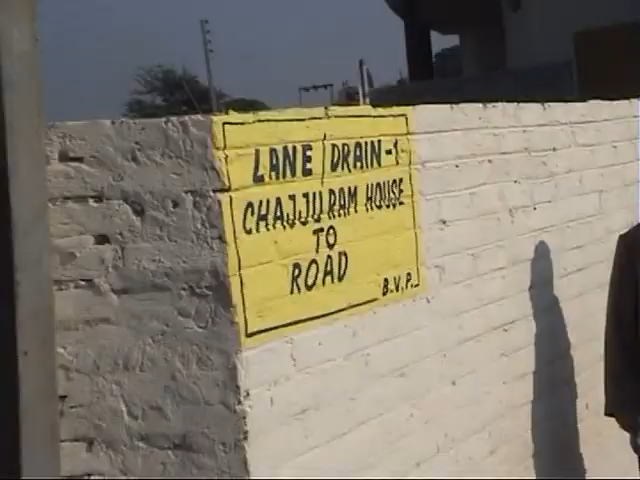 LANE / DRAIN-1
CHAJJU RAM HOUSE
TO
ROAD
B.V.P.